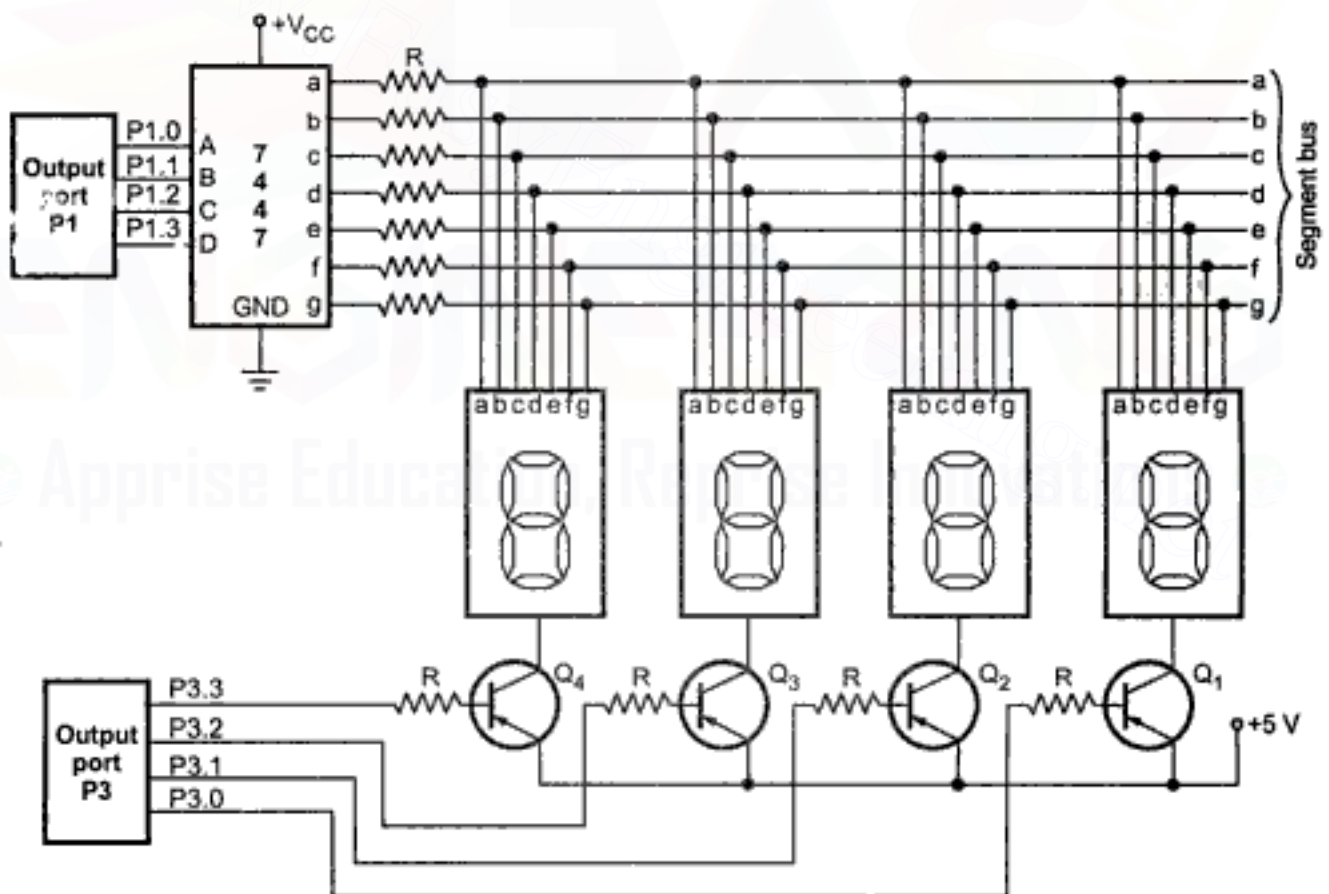 +VCC
R
a
b
c
d
e
f
g
a
b
c
d
e
f
g
Segment bus
Output
port
P1
P1.0
P1.1
P1.2
P1.3
A
B
C
D
7
4
4
7
GND
abcdefg
abcdefg
abcdefg
abcdefg
Apprise Education, Reprise Innovations
Output
port
P3
P3.3
P3.2
P3.1
P3.0
R
Q4
R
Q3
R
Q2
R
Q1
+5 V